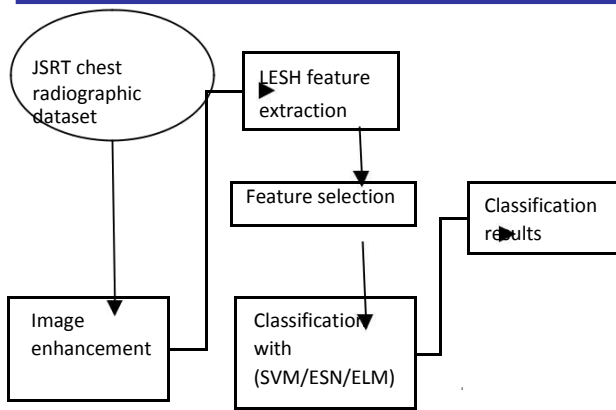 JSRT chest
radiographic
dataset
LESH feature
extraction
Feature selection
Classification
results
Image
enhancement
Classification
with
(SVM/ESN/ELM)